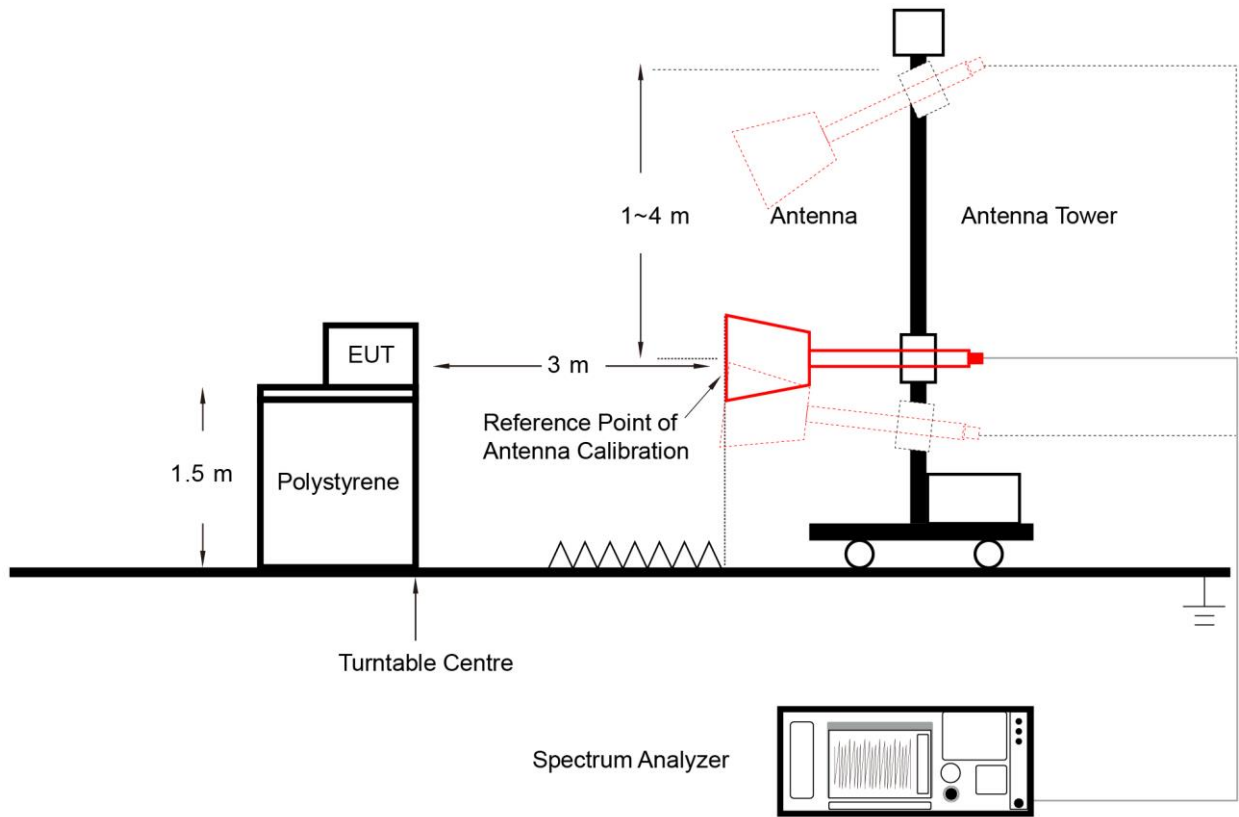 1~4 m
Antenna
Antenna Tower
EUT
3 m
Reference Point of
Antenna Calibration
1.5 m
Polystyrene
Turntable Centre
Spectrum Analyzer